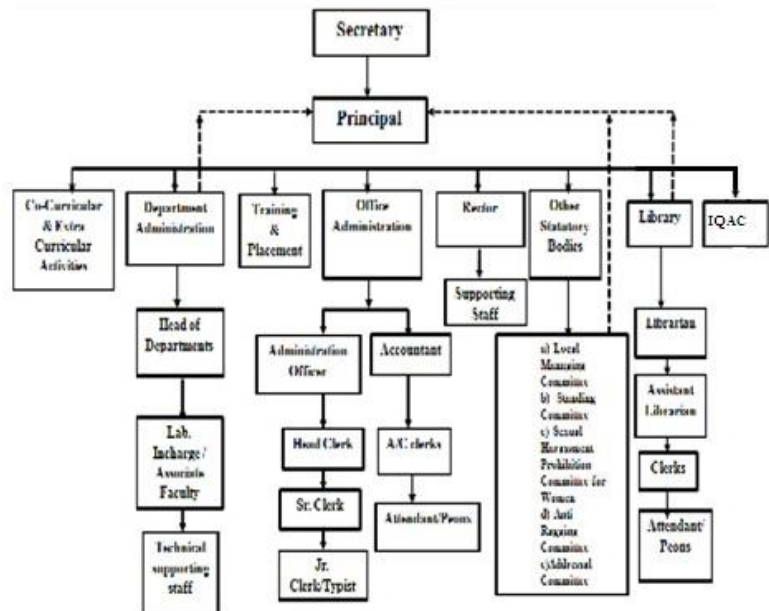 Secretary
Principal
Co-Curricular
& Extra
Curricular
Activities
Department
Administration
Training
&
Placement
Office
Administration
Rector
Other
Statutory
Bodies
Library
IQAC
Supporting
Staff
Head of
Departments
Administration
Officer
Accountant
a) Local
Managing
Committee
b) Standing
Committee
c) Sexual
Harassment
Prohibition
Committee for
Women
d) Anti
Ragging
Committee
Committee
Librarian
Assistant
Librarian
Lab.
Incharge/
Associate
Faculty
Head Clerk
A/C clerks
Clerks
Sr. Clerk
Attendant/Peons
Attendant/
Peons
Technical
supporting
staff
Jr.
Clerk/Typist